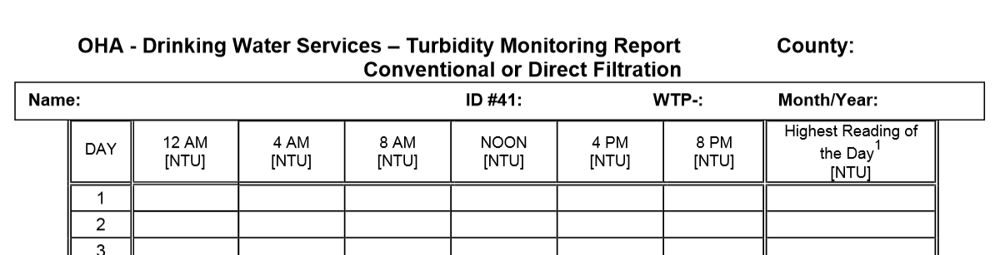 OHA - Drinking Water Services – Turbidity Monitoring Report County:
Conventional or Direct Filtration
Name: ID #41: WTP-: Month/Year:
DAY 12 AM [NTU] 4 AM [NTU] 8 AM [NTU] NOON [NTU] 4 PM [NTU] 8 PM [NTU] Highest Reading of the Day1 [NTU]
1
2
3